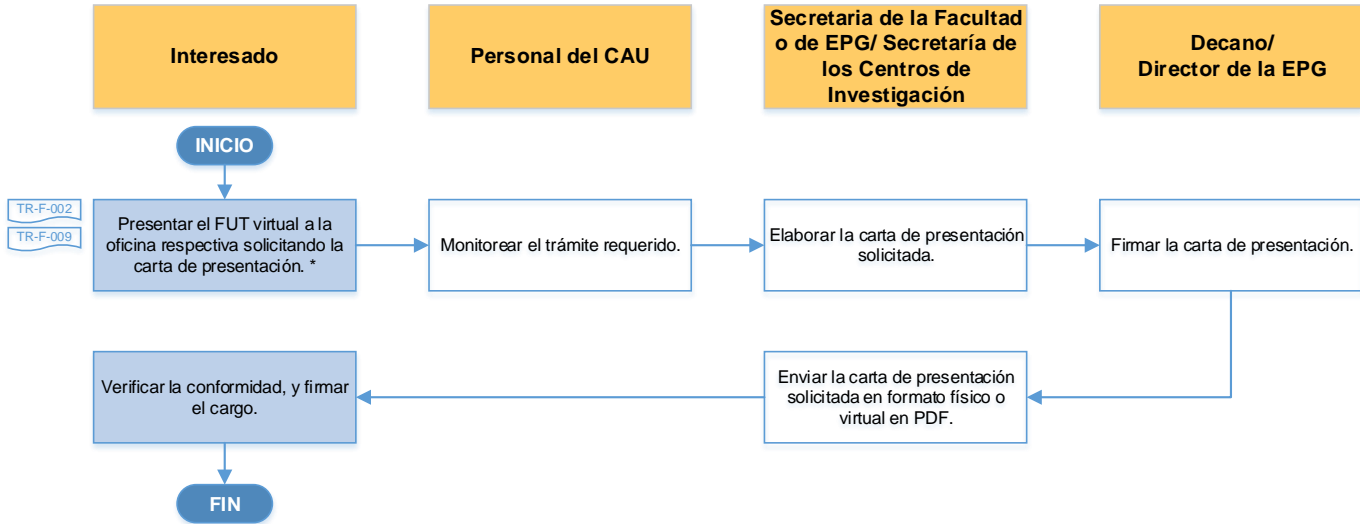 Interesado
Personal del CAU
Secretaria de la Facultad
o de EPG/ Secretaría de
los Centros de
Investigación
Decano/
Director de la EPG
INICIO
TR-F-002
TR-F-009
Presentar el FUT virtual a la
oficina respectiva solicitando la
carta de presentación. *
Monitorear el trámite requerido.
Elaborar la carta de presentación
solicitada.
Firmar la carta de presentación.
Verificar la conformidad, y firmar
el cargo.
Enviar la carta de presentación
solicitada en formato físico o
virtual en PDF.
FIN